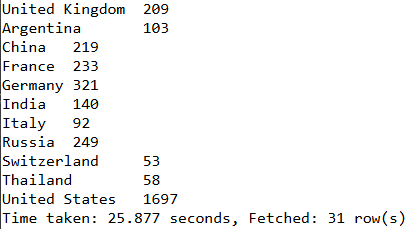 United Kingdom	209
Argentina	103
China	219
France	233
Germany	321
India	140
Italy	92
Russia	249
Switzerland	53
Thailand	58
United States	1697
Time taken: 25.877 seconds, Fetched: 31 row(s)